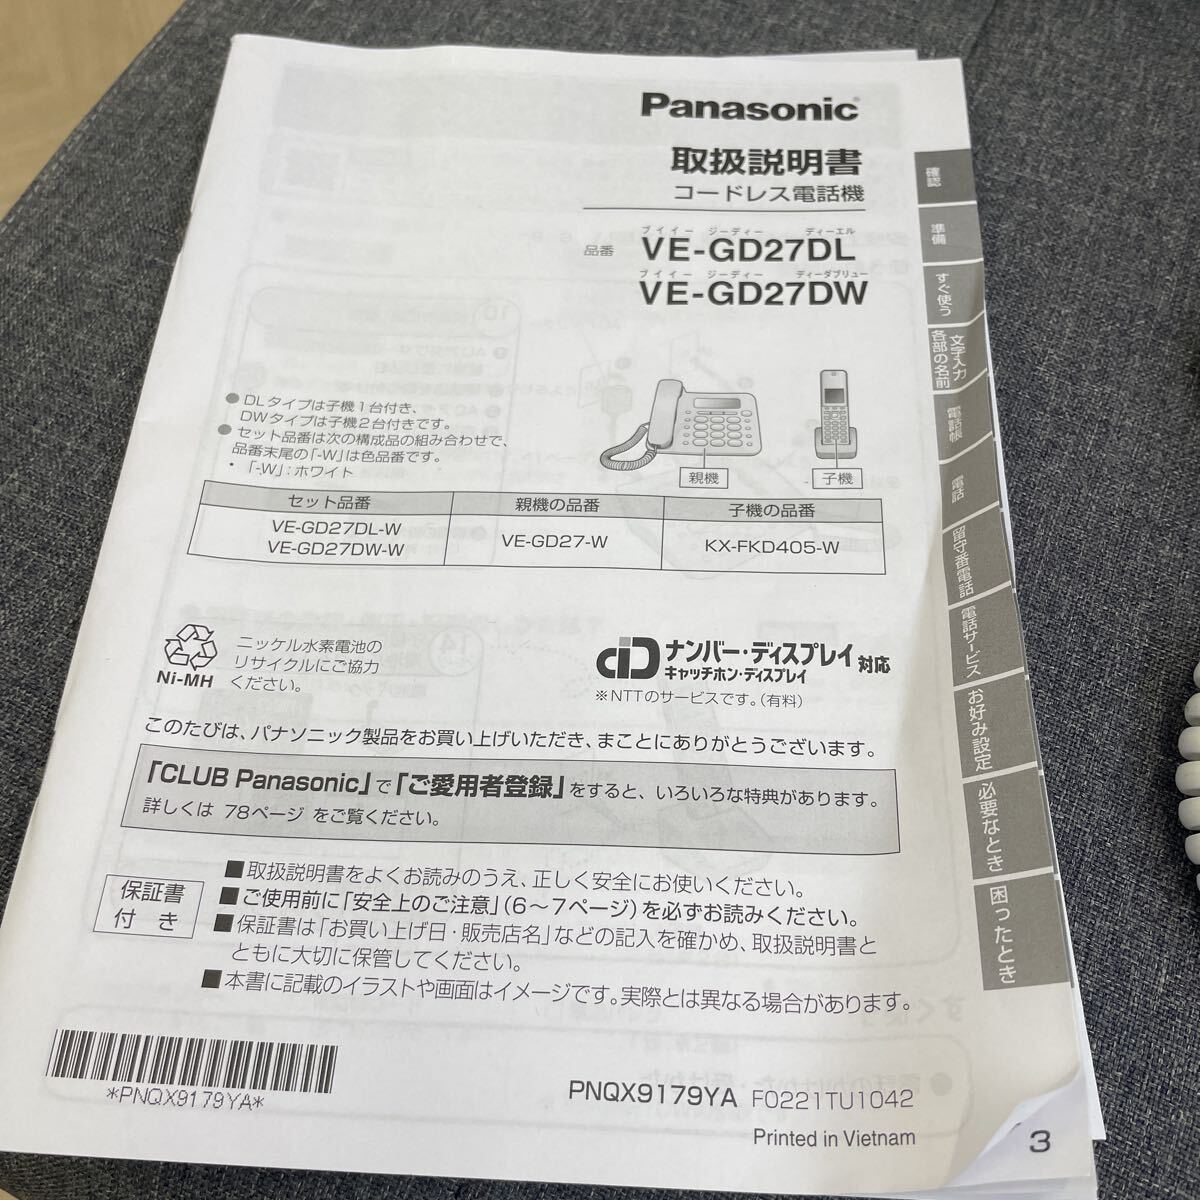 Panasonic
取扱説明書
コードレス電話機
ブイイー ジーディー ディーエル
品番 VE-GD27DL
ブイイー ジーディー ディーダブリュー
VE-GD27DW
● DLタイプは子機1台付き、
DWタイプは子機2台付きです。
● セット品番は次の構成品の組み合わせで、
品番末尾の「-W」は色品番です。
・「-W」：ホワイト
親機
子機
セット品番 親機の品番 子機の品番
VE-GD27DL-W
VE-GD27DW-W
VE-GD27-W
KX-FKD405-W
Ni-MH
ニッケル水素電池の
リサイクルにご協力
ください。
ナンバー・ディスプレイ
キャッチホン・ディスプレイ
対応
※NTTのサービスです。（有料）
このたびは、パナソニック製品をお買い上げいただき、まことにありがとうございます。
「CLUB Panasonic」で「ご愛用者登録」をすると、いろいろな特典があります。
詳しくは 78ページ をご覧ください。
保証書
付き
■ 取扱説明書をよくお読みのうえ、正しく安全にお使いください。
■ ご使用前に「安全上のご注意」（6～7ページ）を必ずお読みください。
■ 保証書は「お買い上げ日・販売店名」などの記入を確かめ、取扱説明書と
ともに大切に保管してください。
■ 本書に記載のイラストや画面はイメージです。実際とは異なる場合があります。
*PNQX9179YA*
PNQX9179YA F0221TU1042
Printed in Vietnam
確認
準備
すぐ使う
文字入力
各部の名前
電話帳
電話
留守番電話
電話サービス
お好み設定
必要なとき
困ったとき
3